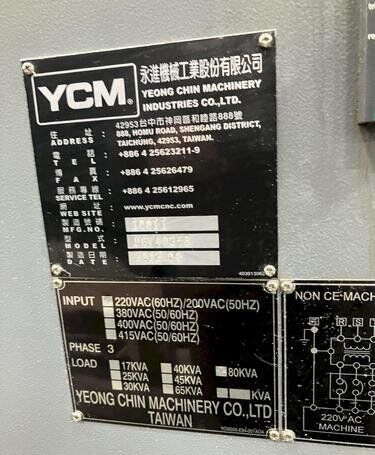 YCM®
永進機械工業股份有限公司
YEONG CHIN MACHINERY
INDUSTRIES CO.,LTD.
42953台中市神岡區和睦路888號
住址: 888, HOMU ROAD, SHENGANG DISTRICT,
ADDRESS TAICHUNG, 42953, TAIWAN.
電話: +886 4 25623211~9
TEL
傳真: +886 4 25626479
FAX
服務專線: +886 4 25612965
SERVICE TEL
網址: www.ycmcnc.com
WEB SITE
製造號碼:
MFG.NO.
型式:
MODEL
製造日期:
DATE
INPUT 220VAC(60HZ)/200VAC(50HZ)
380VAC(50/60HZ)
400VAC(50/60HZ)
415VAC(50/60HZ)
PHASE 3
LOAD 17KVA 40KVA 80KVA
25KVA 45KVA
30KVA 65KVA KVA
YEONG CHIN MACHINERY CO.,LTD
TAIWAN
NON CE-MACH
R S
220V AC
MACHINE